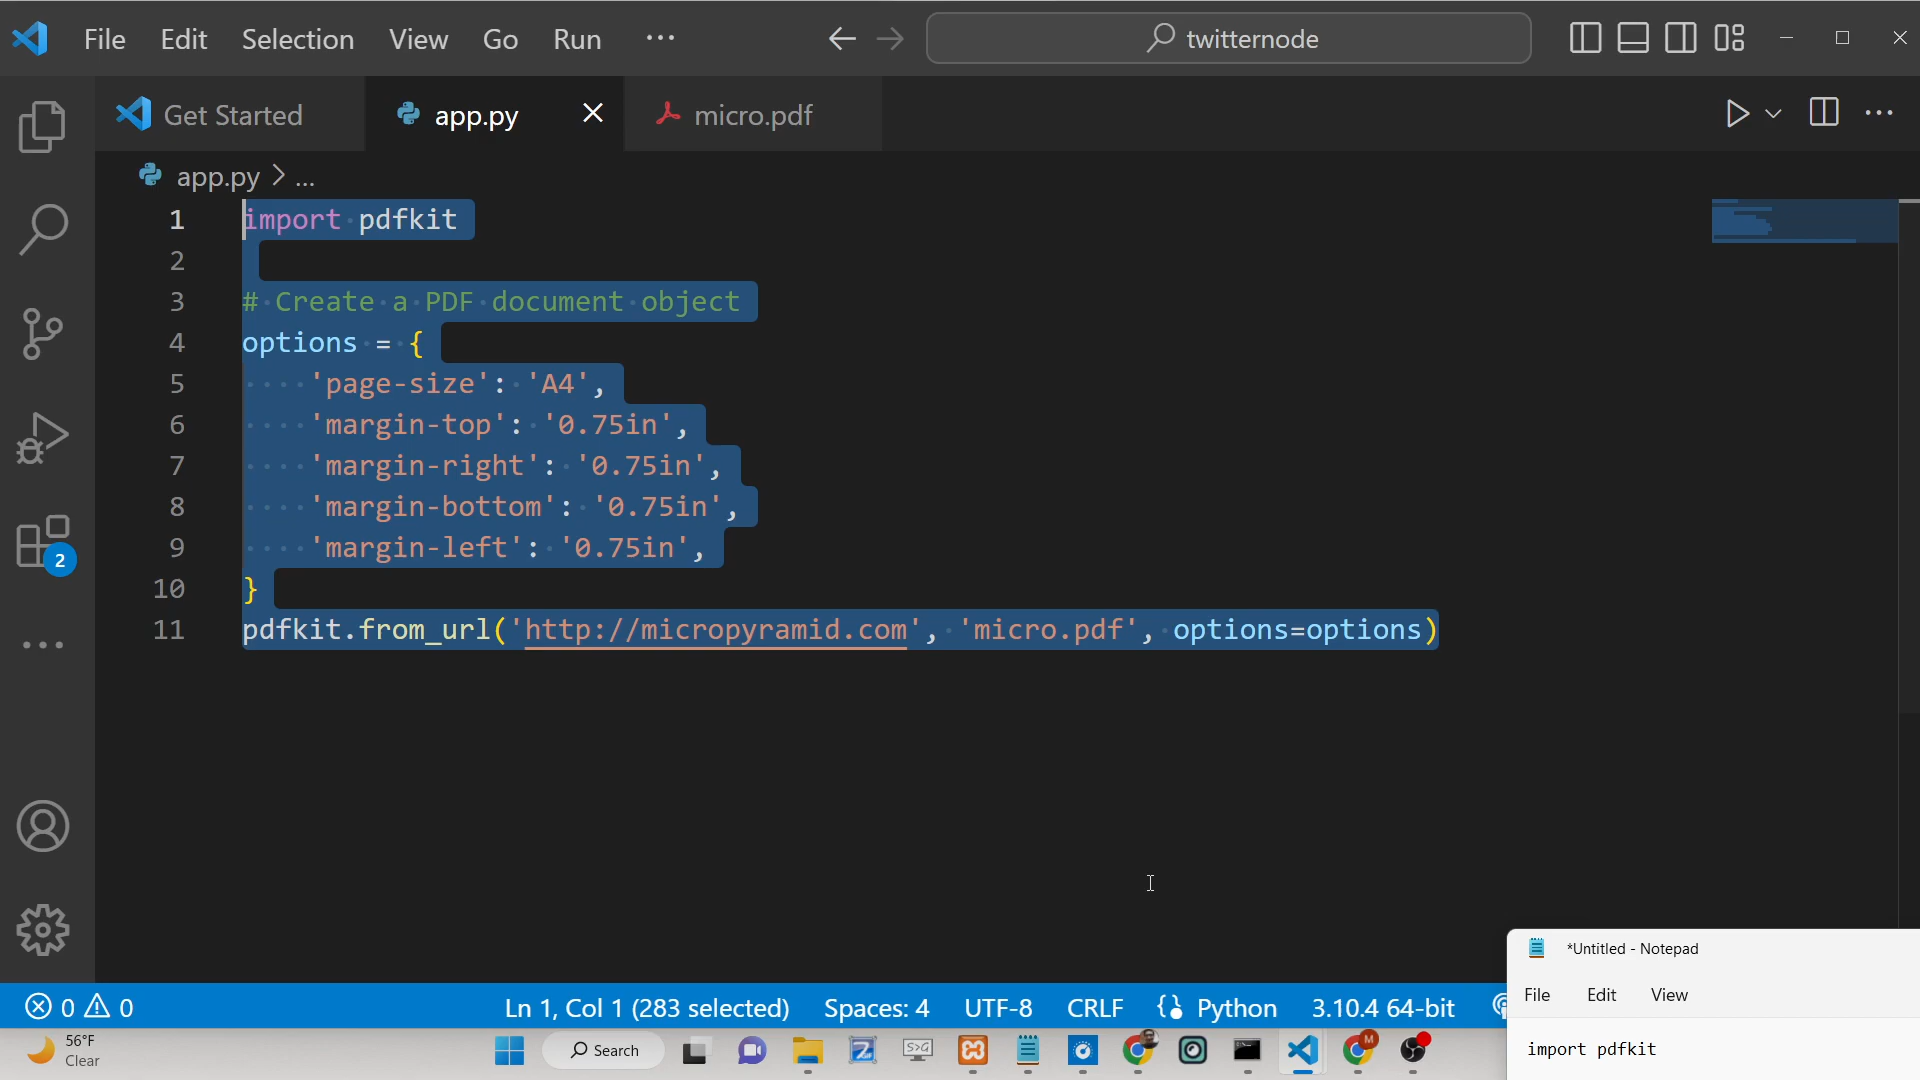 File Edit Selection View Go Run ...
twitternode
Get Started
app.py
micro.pdf
app.py > ...
1 import pdfkit
2
3 # Create a PDF document object
4 options = {
5 'page-size': 'A4',
6 'margin-top': '0.75in',
7 'margin-right': '0.75in',
8 'margin-bottom': '0.75in',
9 'margin-left': '0.75in',
10 }
11 pdfkit.from_url('http://micropyramid.com', 'micro.pdf', options=options)
2
*Untitled - Notepad
File Edit View
import pdfkit
0 0 Ln 1, Col 1 (283 selected) Spaces: 4 UTF-8 CRLF Python 3.10.4 64-bit
56°F
Clear
Search
S>G
M